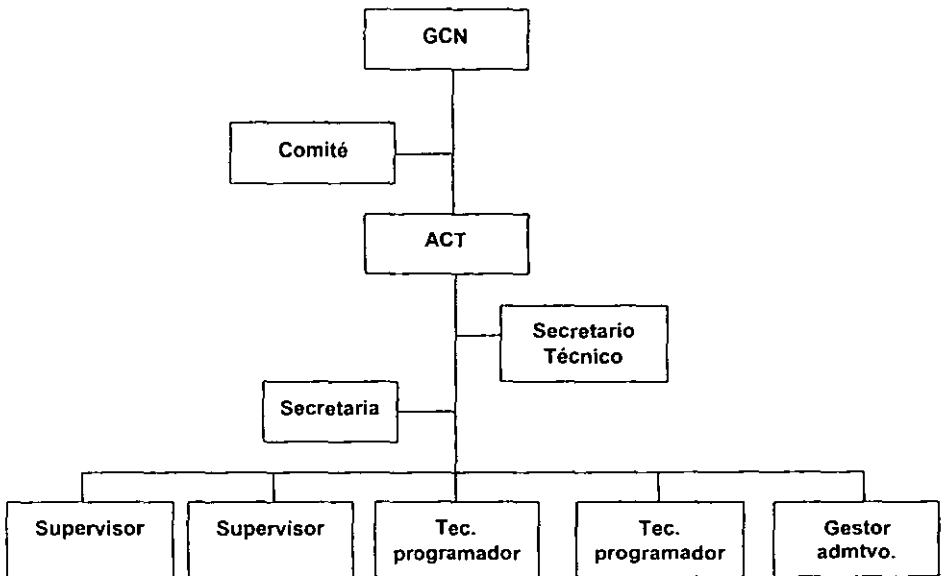 GCN
Comité
ACT
Secretario
Técnico
Secretaria
Supervisor
Supervisor
Tec.
programador
Tec.
programador
Gestor
admtvo.